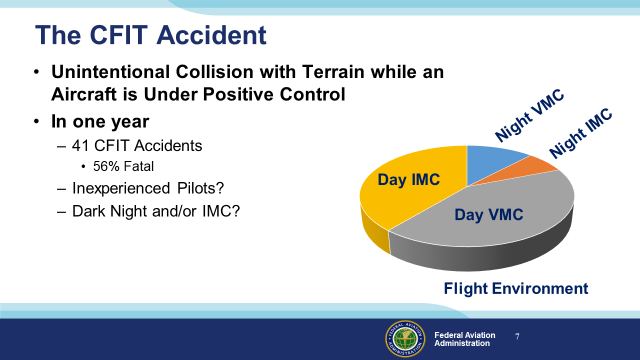 The CFIT Accident
• Unintentional Collision with Terrain while an
Aircraft is Under Positive Control
• In one year
– 41 CFIT Accidents
• 56% Fatal
– Inexperienced Pilots?
– Dark Night and/or IMC?
Night VMC
Night IMC
Day IMC
Day VMC
Flight Environment
Federal Aviation
Administration
7